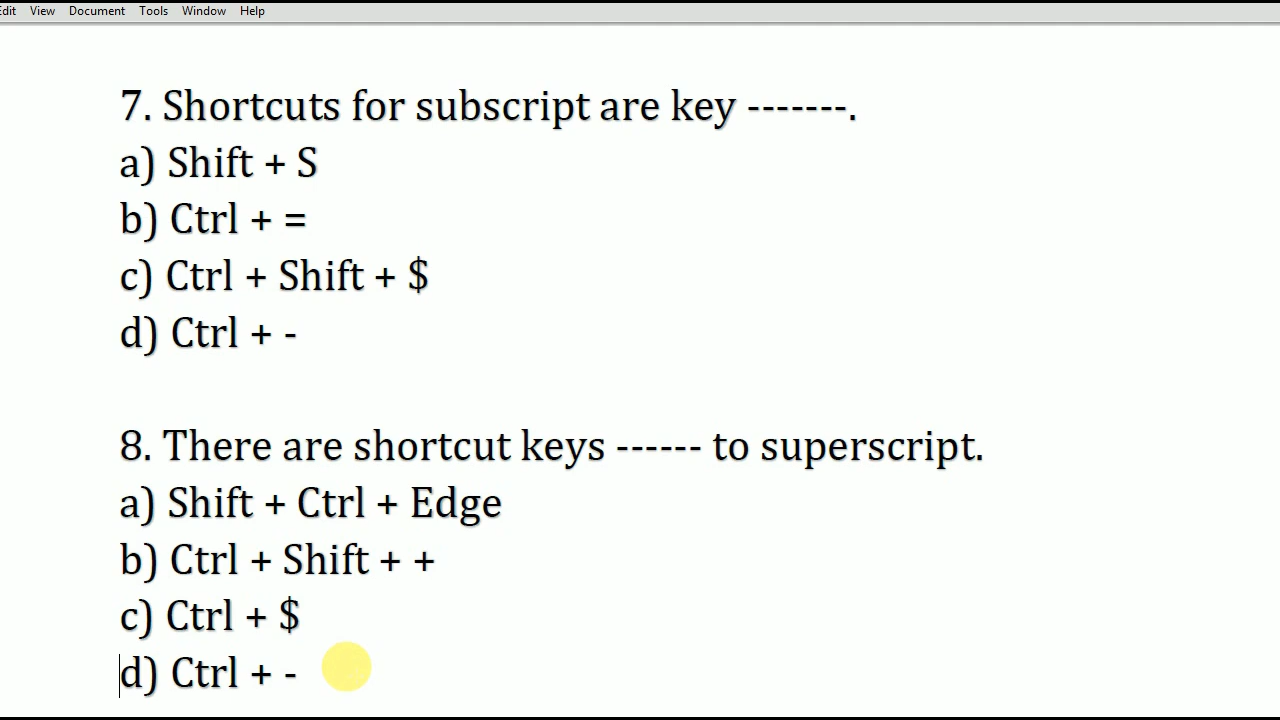 Edit View Document Tools Window Help
7. Shortcuts for subscript are key -------.
a) Shift + S
b) Ctrl + =
c) Ctrl + Shift + $
d) Ctrl + -
8. There are shortcut keys ------ to superscript.
a) Shift + Ctrl + Edge
b) Ctrl + Shift + +
c) Ctrl + $
d) Ctrl + -